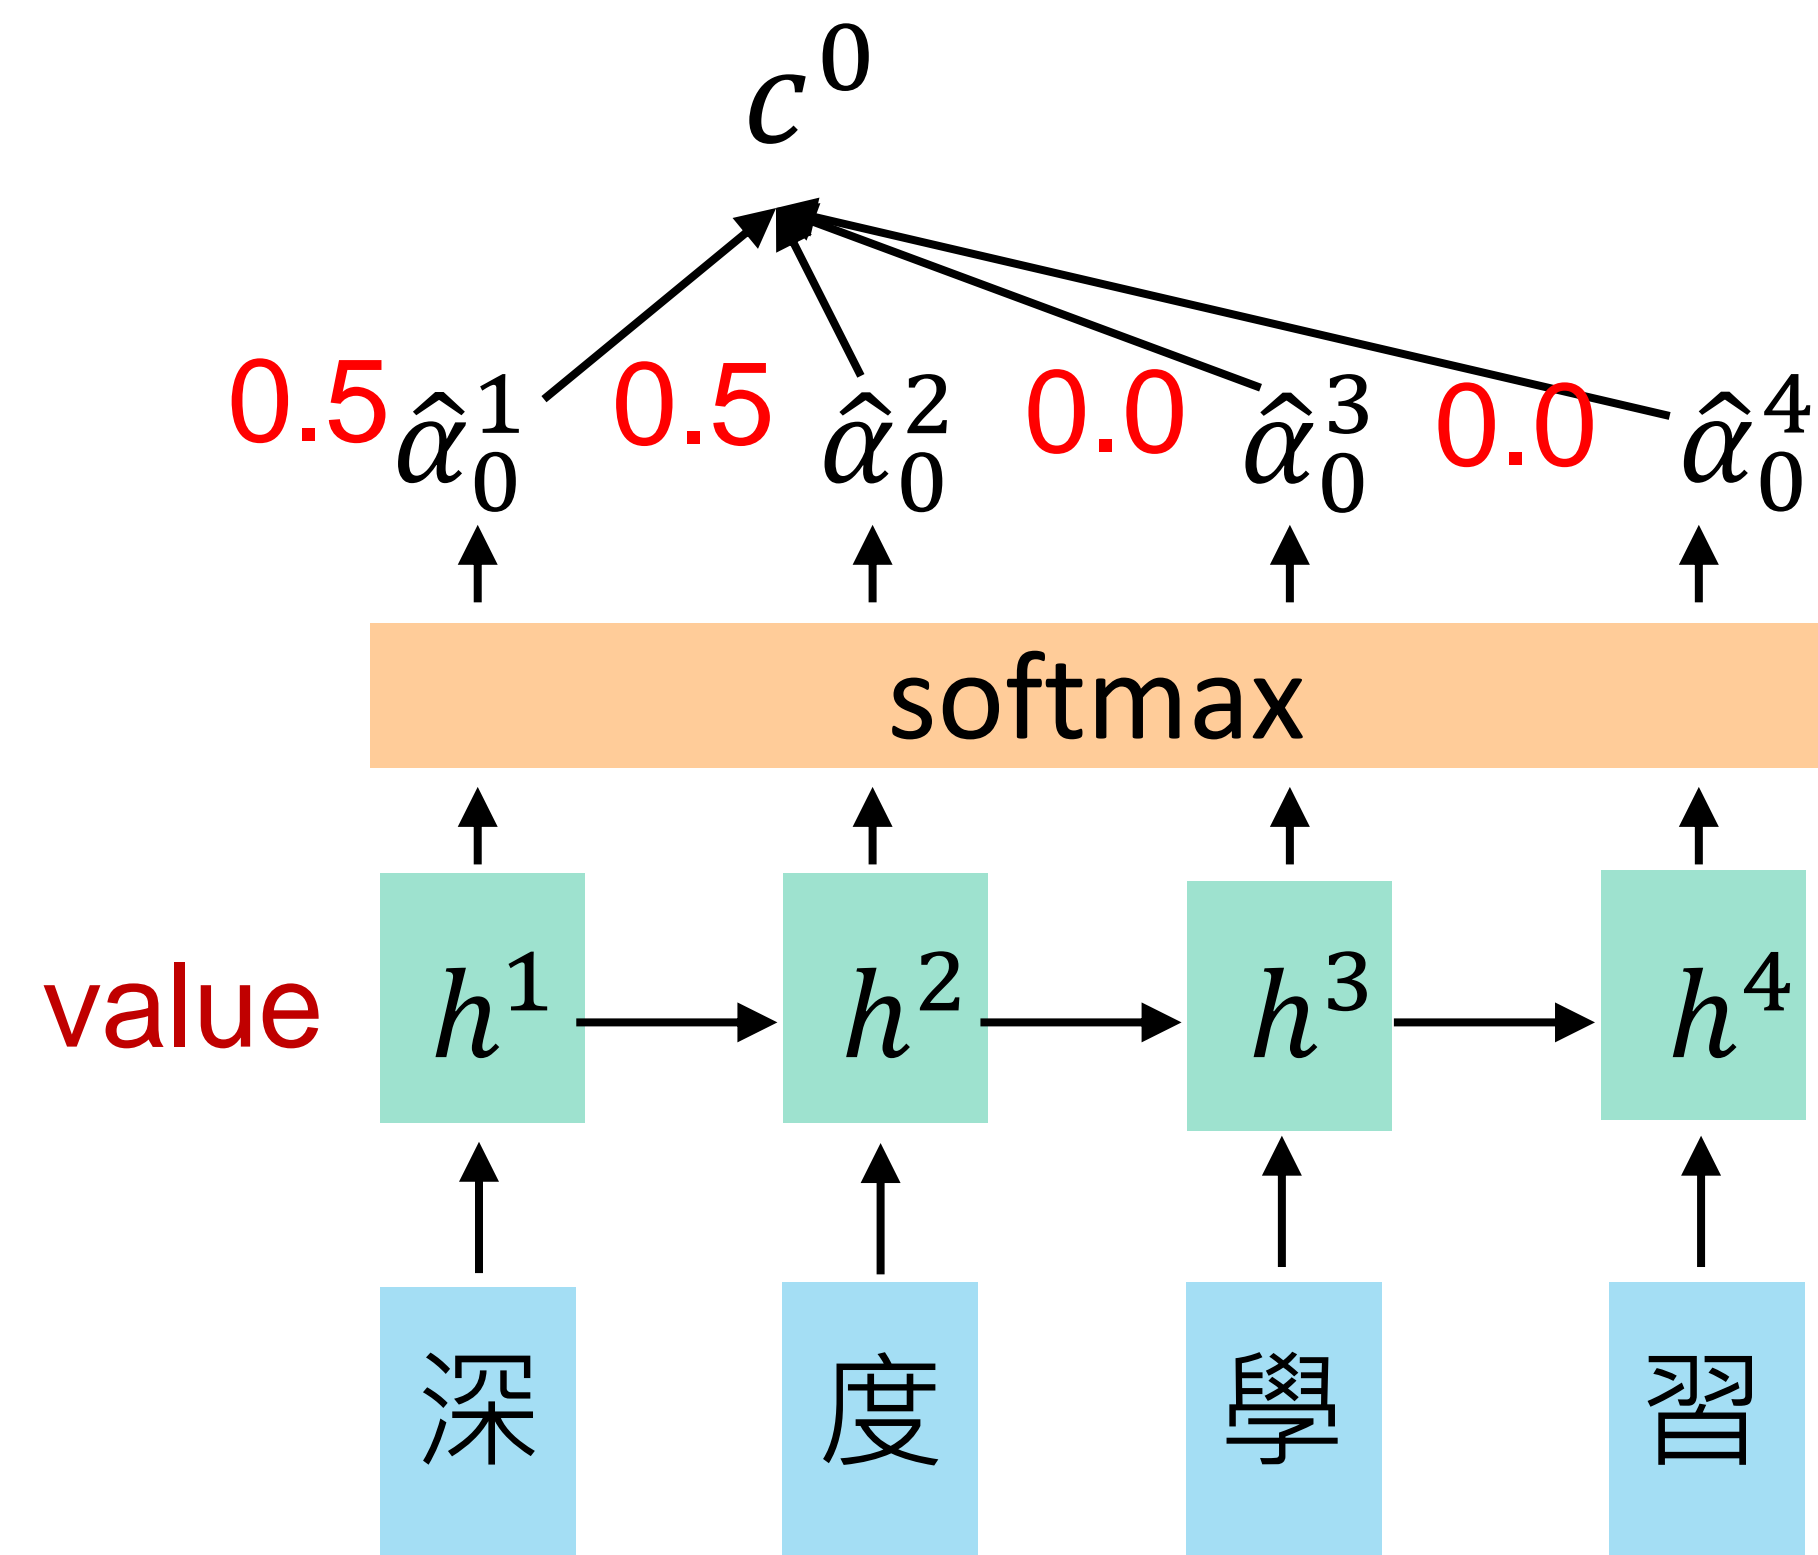 c⁰
0.5 α̂₀¹ 0.5 α̂₀² 0.0 α̂₀³ 0.0 α̂₀⁴
softmax
value h¹ h² h³ h⁴
深 度 學 習